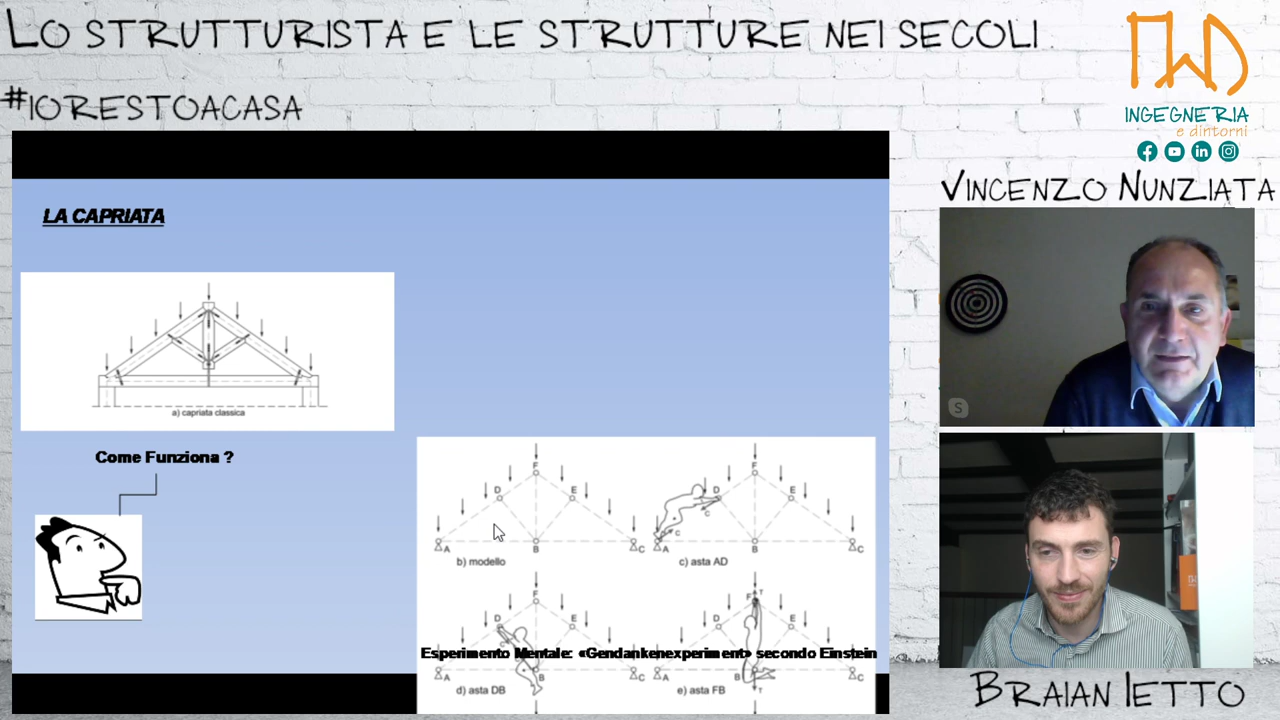 LO STRUTTURISTA E LE STRUTTURE NEI SECOLI
#IORESTOACASA
INGEGNERIA
e dintorni
VINCENZO NUNZIATA
LA CAPRIATA
a) capriata classica
Come Funziona ?
F
D E
A B C
b) modello
F
D E
C
C
A B C
c) asta AD
F
D E
A B C
d) asta DB
F T
D E
A B C
T
e) asta FB
Esperimento Mentale: «Gendankenexperiment» secondo Einstein
S
BRAIAN IETTO